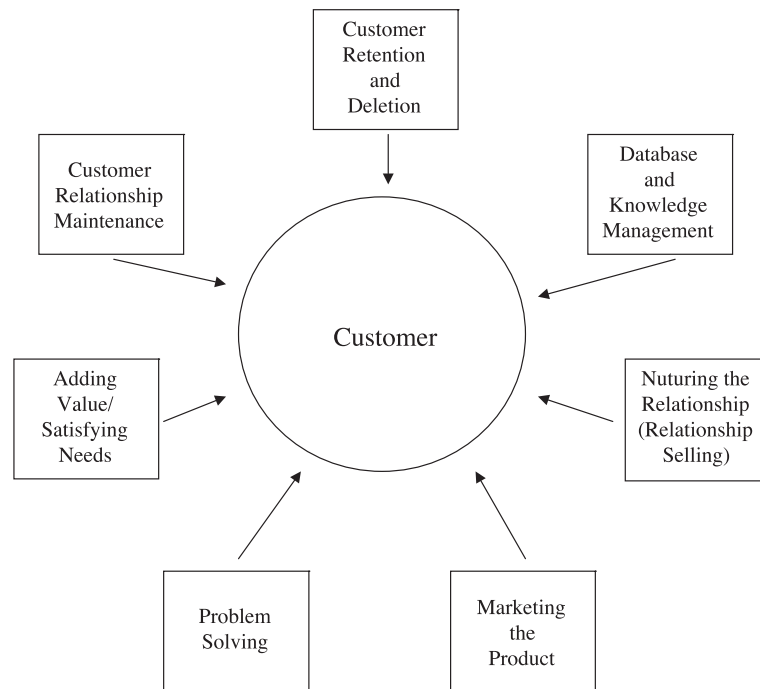 Customer
Retention
and
Deletion
Customer
Relationship
Maintenance
Database
and
Knowledge
Management
Customer
Adding
Value/
Satisfying
Needs
Nuturing the
Relationship
(Relationship
Selling)
Problem
Solving
Marketing
the
Product